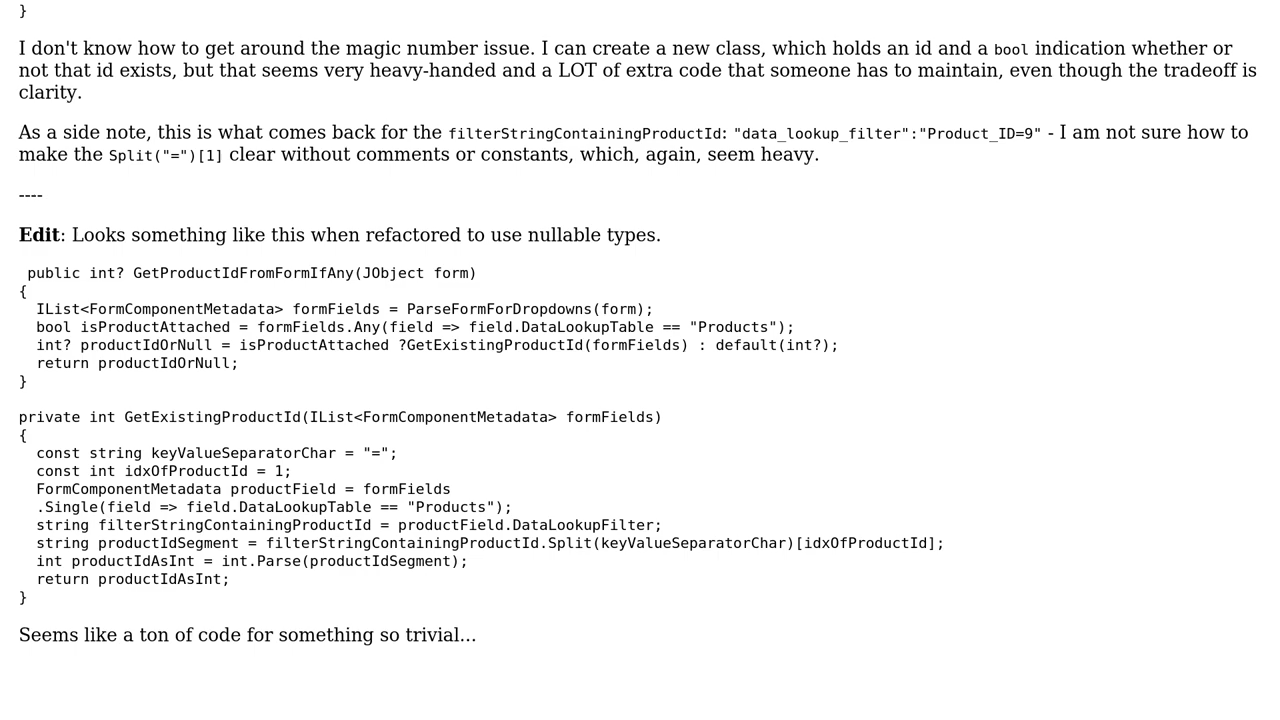 }
I don't know how to get around the magic number issue. I can create a new class, which holds an id and a bool indication whether or
not that id exists, but that seems very heavy-handed and a LOT of extra code that someone has to maintain, even though the tradeoff is
clarity.
As a side note, this is what comes back for the filterStringContainingProductId: "data_lookup_filter":"Product_ID=9" - I am not sure how to
make the Split("=")[1] clear without comments or constants, which, again, seem heavy.
----
Edit: Looks something like this when refactored to use nullable types.
 public int? GetProductIdFromFormIfAny(JObject form)
{
  IList<FormComponentMetadata> formFields = ParseFormForDropdowns(form);
  bool isProductAttached = formFields.Any(field => field.DataLookupTable == "Products");
  int? productIdOrNull = isProductAttached ?GetExistingProductId(formFields) : default(int?);
  return productIdOrNull;
}
private int GetExistingProductId(IList<FormComponentMetadata> formFields)
{
  const string keyValueSeparatorChar = "=";
  const int idxOfProductId = 1;
  FormComponentMetadata productField = formFields
  .Single(field => field.DataLookupTable == "Products");
  string filterStringContainingProductId = productField.DataLookupFilter;
  string productIdSegment = filterStringContainingProductId.Split(keyValueSeparatorChar)[idxOfProductId];
  int productIdAsInt = int.Parse(productIdSegment);
  return productIdAsInt;
}
Seems like a ton of code for something so trivial...